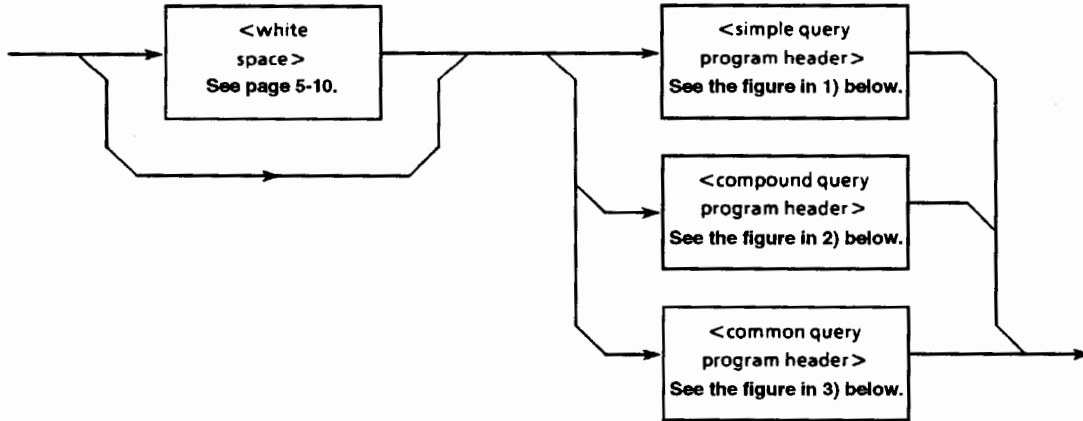 <white
space>
See page 5-10.
<simple query
program header>
See the figure in 1) below.
<compound query
program header>
See the figure in 2) below.
<common query
program header>
See the figure in 3) below.